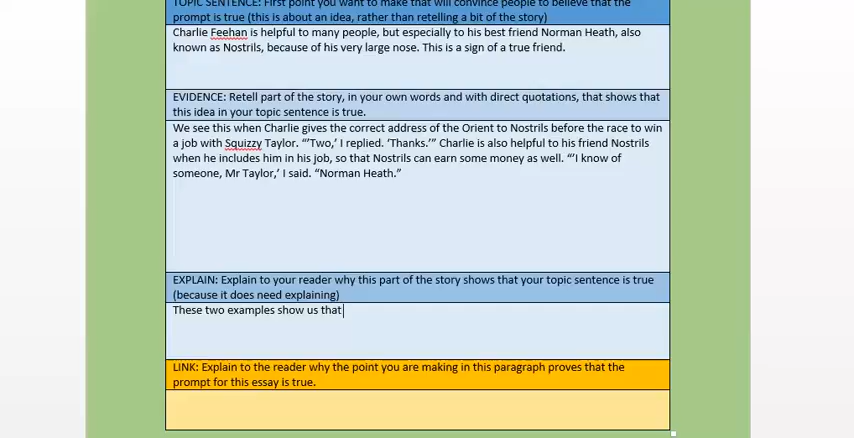 TOPIC SENTENCE: First point you want to make that will convince people to believe that the
prompt is true (this is about an idea, rather than retelling a bit of the story)
Charlie Feehan is helpful to many people, but especially to his best friend Norman Heath, also
known as Nostrils, because of his very large nose. This is a sign of a true friend.
EVIDENCE: Retell part of the story, in your own words and with direct quotations, that shows that
this idea in your topic sentence is true.
We see this when Charlie gives the correct address of the Orient to Nostrils before the race to win
a job with Squizzy Taylor. “‘Two,’ I replied. ‘Thanks.’” Charlie is also helpful to his friend Nostrils
when he includes him in his job, so that Nostrils can earn some money as well. “‘I know of
someone, Mr Taylor,’ I said. “Norman Heath.”
EXPLAIN: Explain to your reader why this part of the story shows that your topic sentence is true
(because it does need explaining)
These two examples show us that
LINK: Explain to the reader why the point you are making in this paragraph proves that the
prompt for this essay is true.